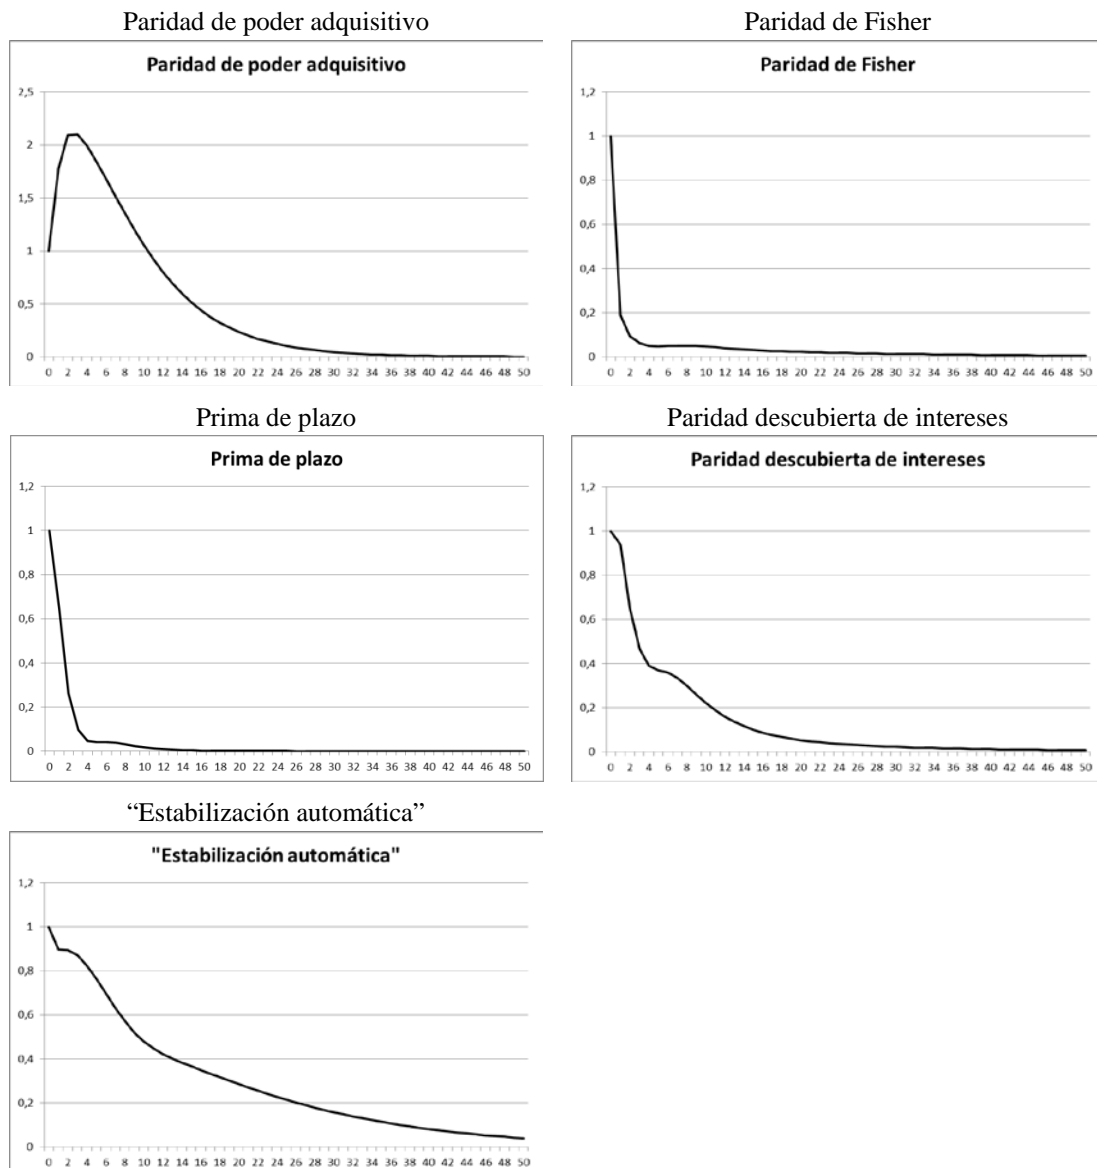 Paridad de poder adquisitivo
Paridad de poder adquisitivo
2,5
2
1,5
1
0,5
0
0 2 4 6 8 10 12 14 16 18 20 22 24 26 28 30 32 34 36 38 40 42 44 46 48 50
Paridad de Fisher
Paridad de Fisher
1,2
1
0,8
0,6
0,4
0,2
0
0 2 4 6 8 10 12 14 16 18 20 22 24 26 28 30 32 34 36 38 40 42 44 46 48 50
Prima de plazo
Prima de plazo
1,2
1
0,8
0,6
0,4
0,2
0
0 2 4 6 8 10 12 14 16 18 20 22 24 26 28 30 32 34 36 38 40 42 44 46 48 50
Paridad descubierta de intereses
Paridad descubierta de intereses
1,2
1
0,8
0,6
0,4
0,2
0
0 2 4 6 8 10 12 14 16 18 20 22 24 26 28 30 32 34 36 38 40 42 44 46 48 50
“Estabilización automática”
"Estabilización automática"
1,2
1
0,8
0,6
0,4
0,2
0
0 2 4 6 8 10 12 14 16 18 20 22 24 26 28 30 32 34 36 38 40 42 44 46 48 50